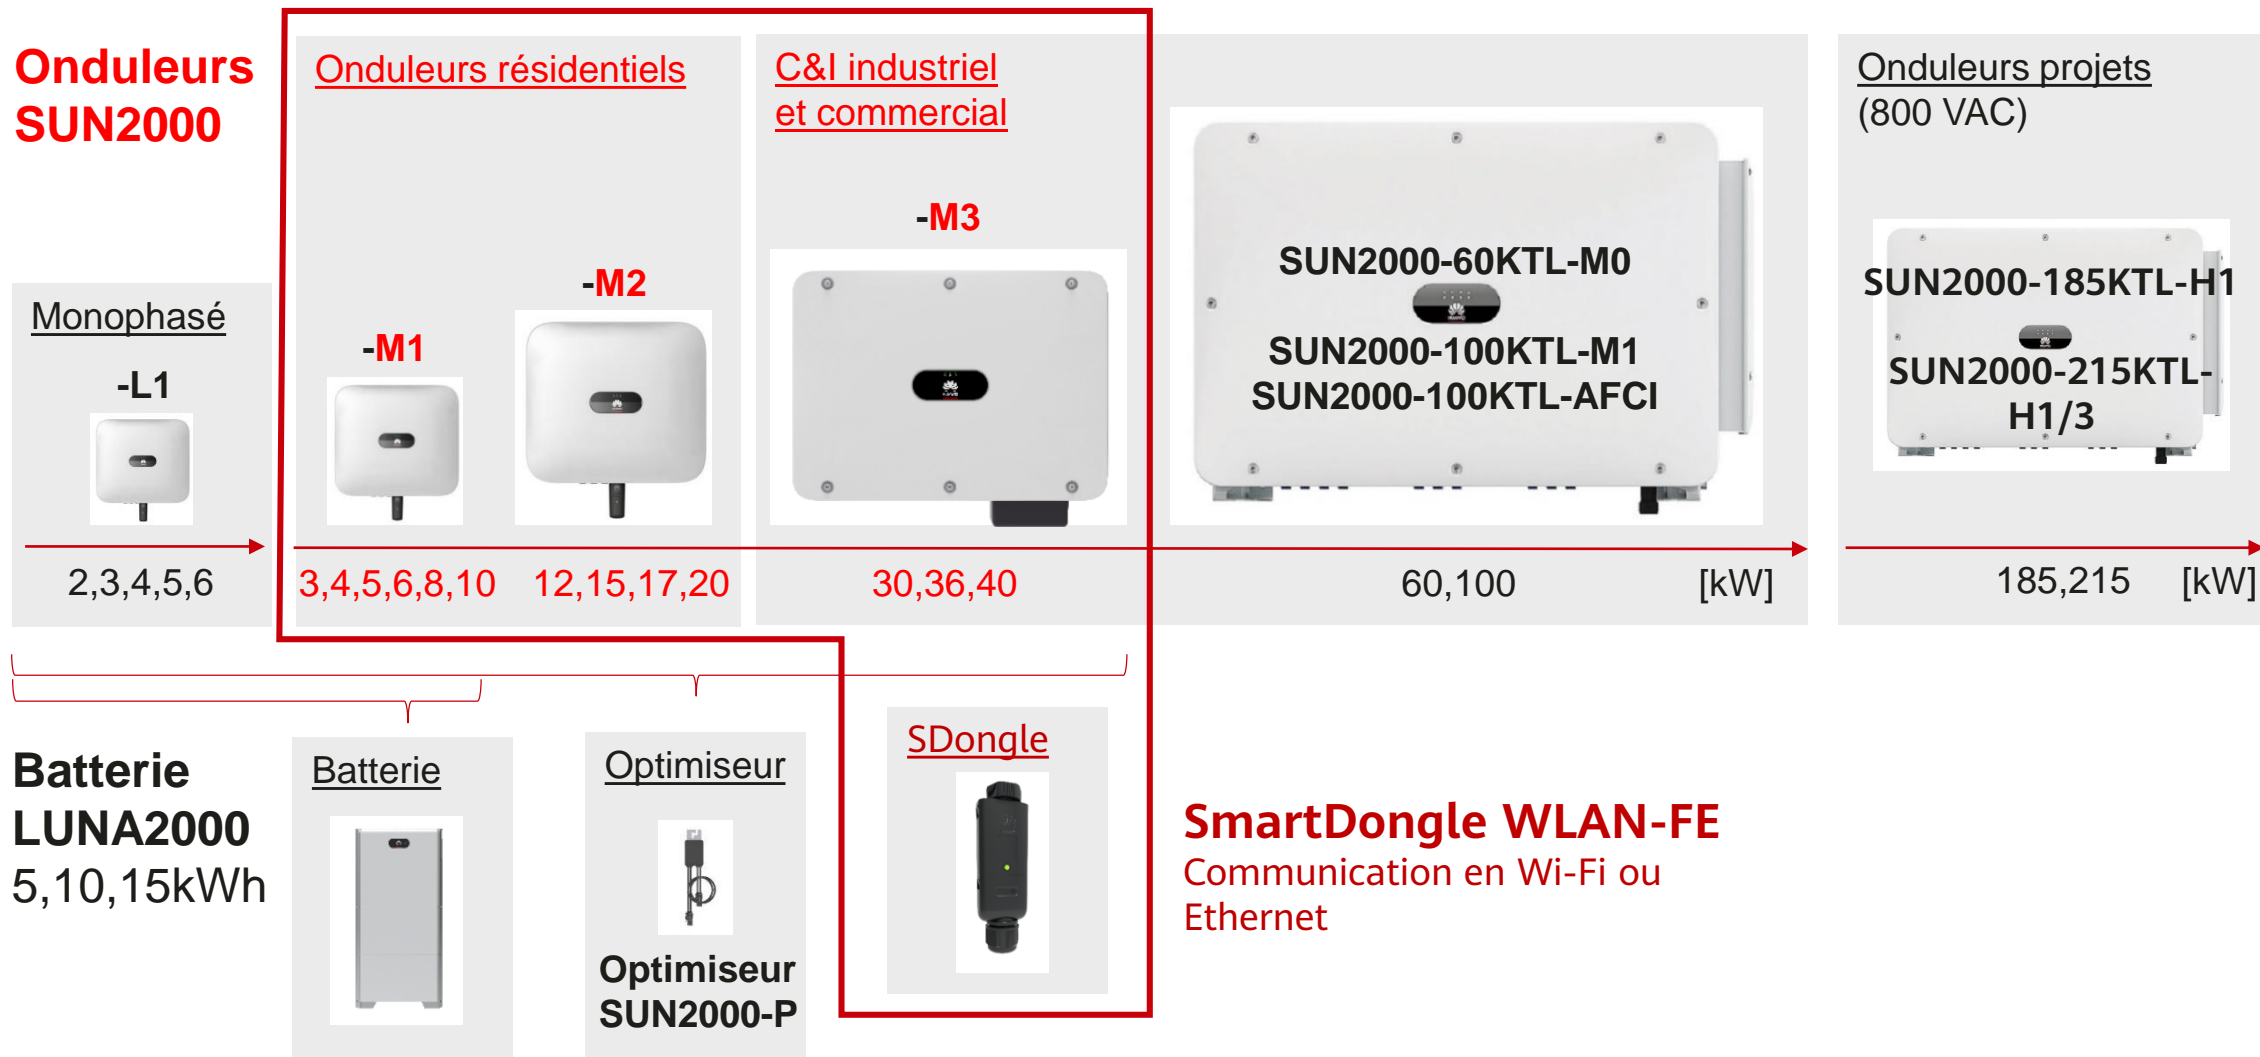 Onduleurs
SUN2000
Onduleurs résidentiels
C&I industriel
et commercial
Onduleurs projets
(800 VAC)
Monophasé
-L1
-M1
-M2
-M3
SUN2000-60KTL-M0
SUN2000-100KTL-M1
SUN2000-100KTL-AFCI
SUN2000-185KTL-H1
SUN2000-215KTL-
H1/3
2,3,4,5,6
3,4,5,6,8,10
12,15,17,20
30,36,40
60,100
[kW]
185,215
[kW]
Batterie
LUNA2000
5,10,15kWh
Batterie
Optimiseur
Optimiseur
SUN2000-P
SDongle
SmartDongle WLAN-FE
Communication en Wi-Fi ou
Ethernet